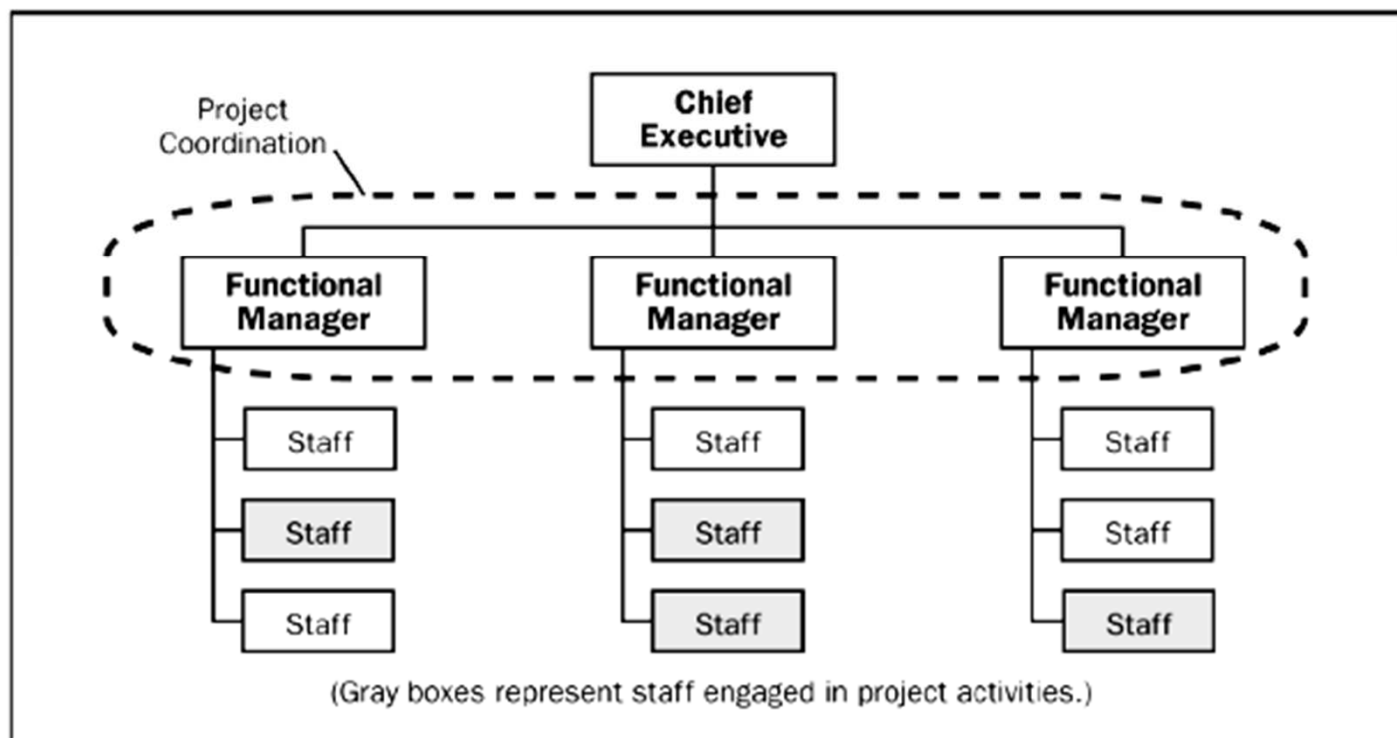 Project
Coordination
Chief
Executive
Functional
Manager
Functional
Manager
Functional
Manager
Staff
Staff
Staff
Staff
Staff
Staff
Staff
Staff
Staff
(Gray boxes represent staff engaged in project activities.)